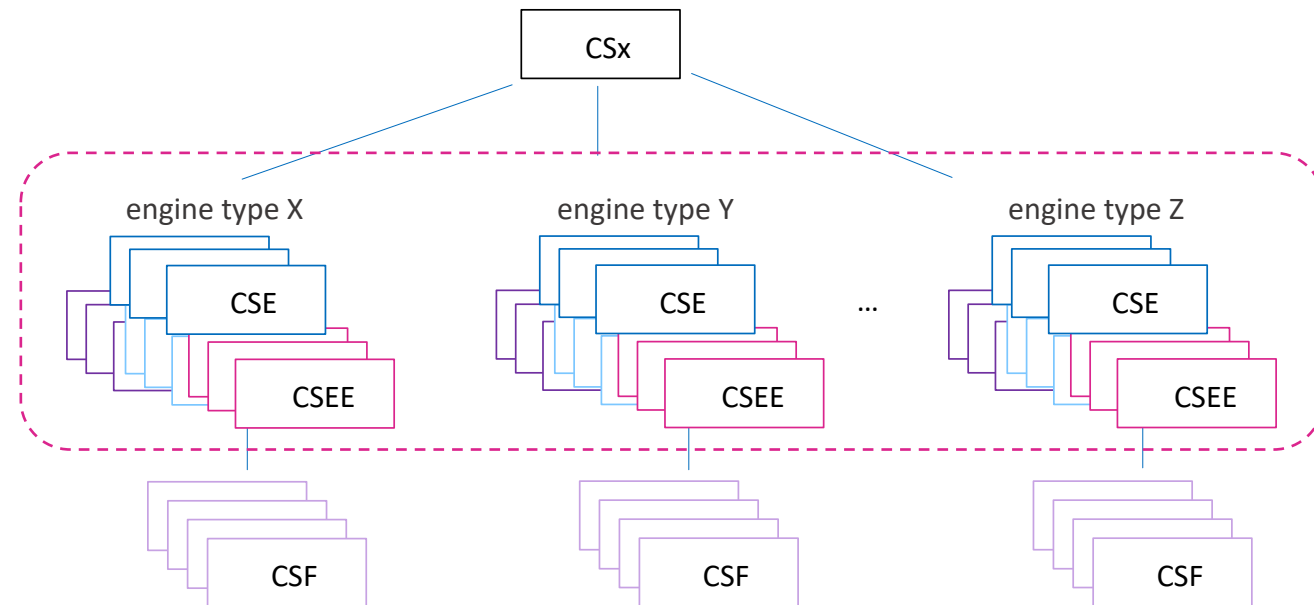 CSx
engine type X
engine type Y
engine type Z
CSE
CSE
...
CSE
CSEE
CSEE
CSEE
CSF
CSF
CSF